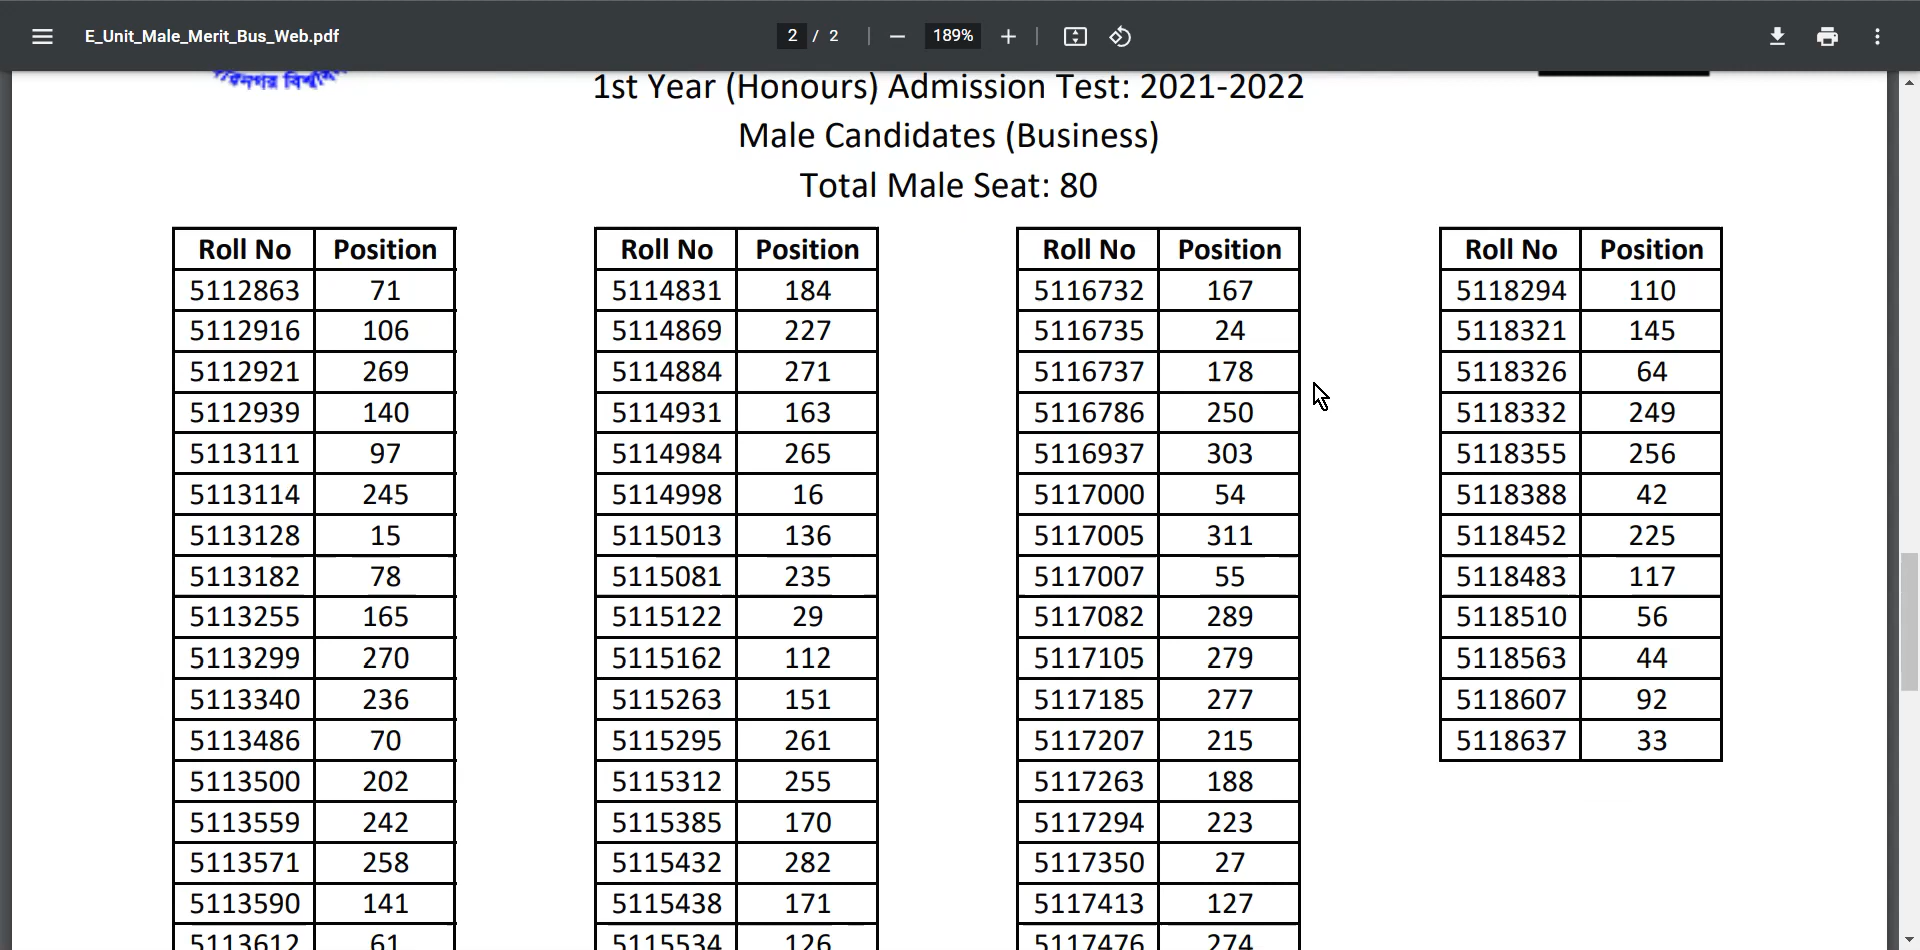 E_Unit_Male_Merit_Bus_Web.pdf
2 / 2
189%
1st Year (Honours) Admission Test: 2021-2022
Male Candidates (Business)
Total Male Seat: 80
Roll No Position Roll No Position Roll No Position Roll No Position
5112863 71 5114831 184 5116732 167 5118294 110
5112916 106 5114869 227 5116735 24 5118321 145
5112921 269 5114884 271 5116737 178 5118326 64
5112939 140 5114931 163 5116786 250 5118332 249
5113111 97 5114984 265 5116937 303 5118355 256
5113114 245 5114998 16 5117000 54 5118388 42
5113128 15 5115013 136 5117005 311 5118452 225
5113182 78 5115081 235 5117007 55 5118483 117
5113255 165 5115122 29 5117082 289 5118510 56
5113299 270 5115162 112 5117105 279 5118563 44
5113340 236 5115263 151 5117185 277 5118607 92
5113486 70 5115295 261 5117207 215 5118637 33
5113500 202 5115312 255 5117263 188
5113559 242 5115385 170 5117294 223
5113571 258 5115432 282 5117350 27
5113590 141 5115438 171 5117413 127
5113612 61 5115534 126 5117476 274